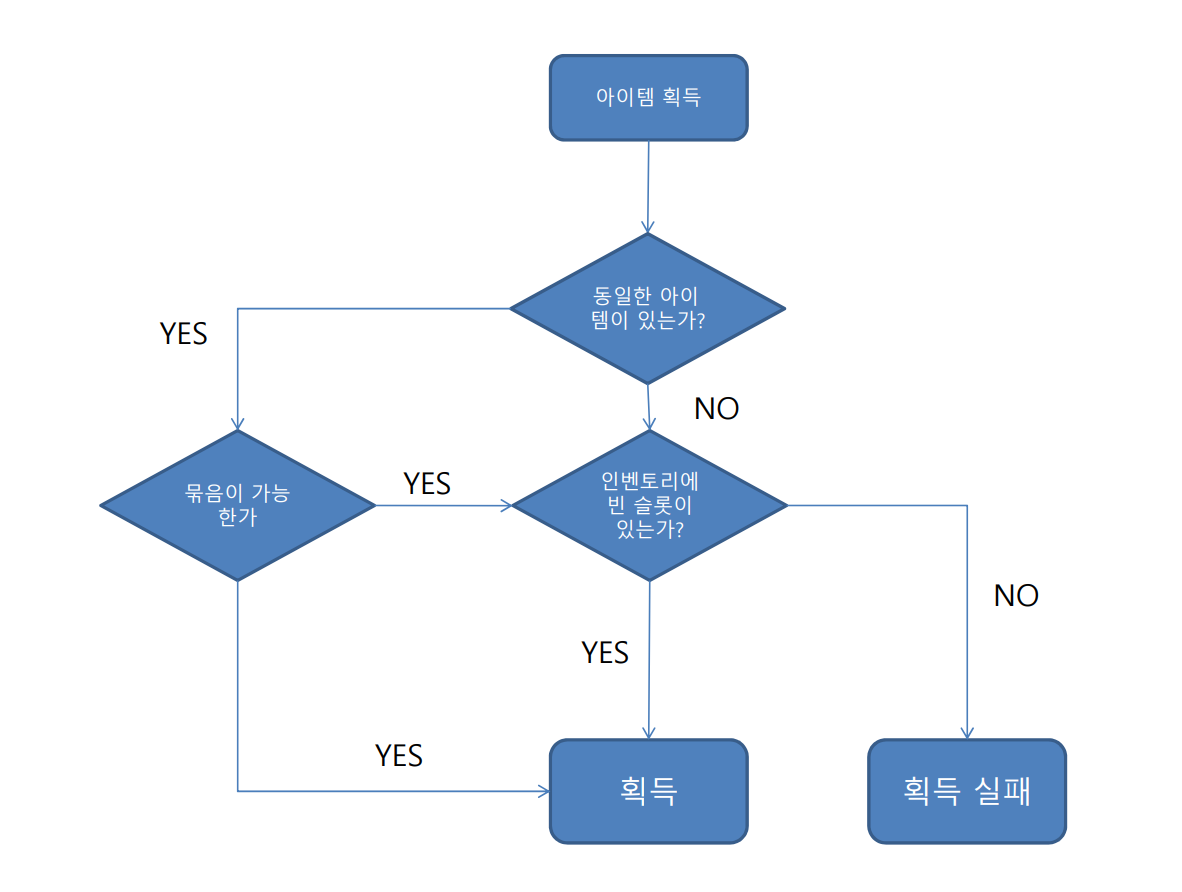 아이템 획득
동일한 아이
템이 있는가?
YES
NO
묶음이 가능
한가
YES
인벤토리에
빈 슬롯이
있는가?
NO
YES
YES
획득
획득 실패